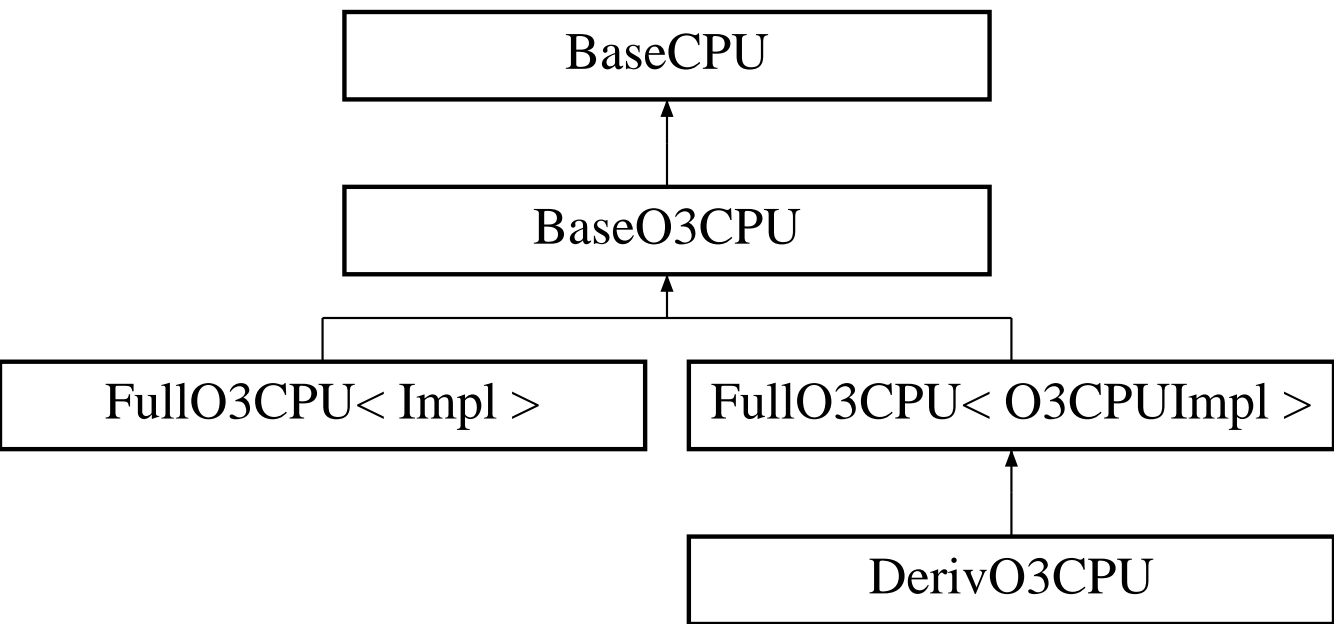 BaseCPU
BaseO3CPU
FullO3CPU< Impl >
FullO3CPU< O3CPUImpl >
DerivO3CPU